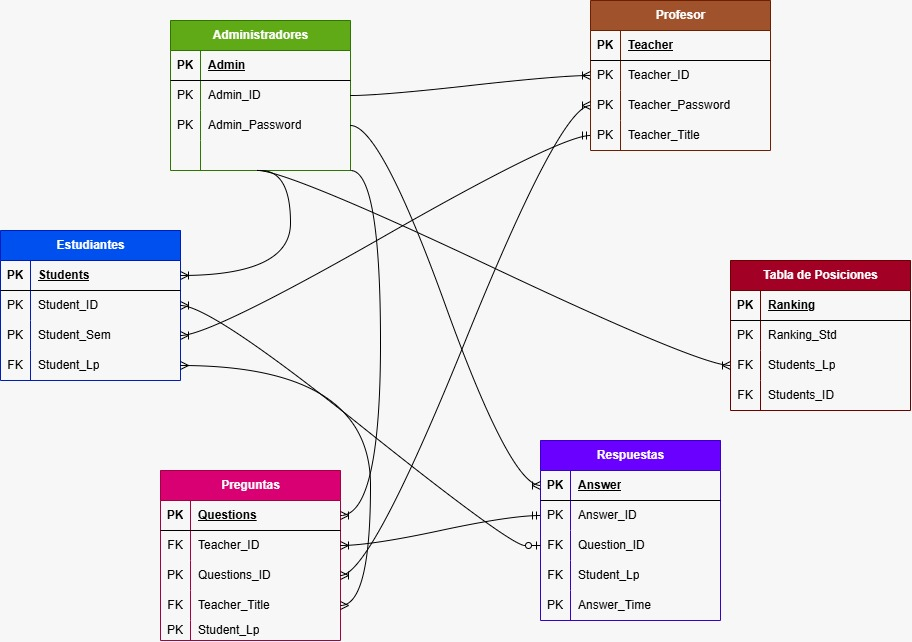 Administradores
PK Admin
PK Admin_ID
PK Admin_Password
Profesor
PK Teacher
PK Teacher_ID
PK Teacher_Password
PK Teacher_Title
Estudiantes
PK Students
PK Student_ID
PK Student_Sem
FK Student_Lp
Tabla de Posiciones
PK Ranking
PK Ranking_Std
FK Students_Lp
FK Students_ID
Preguntas
PK Questions
FK Teacher_ID
PK Questions_ID
FK Teacher_Title
PK Student_Lp
Respuestas
PK Answer
PK Answer_ID
FK Question_ID
FK Student_Lp
PK Answer_Time